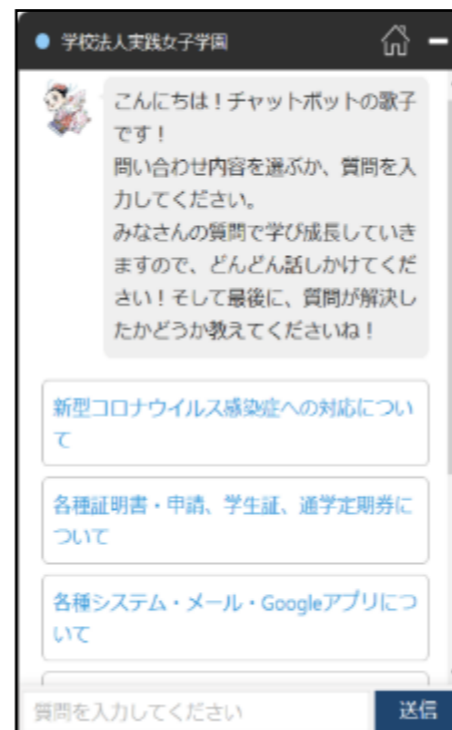 学校法人実践女子学園
こんにちは！チャットボットの歌子
です！
問い合わせ内容を選ぶか、質問を入
力してください。
みなさんの質問で学び成長していき
ますので、どんどん話しかけてくだ
さい！そして最後に、質問が解決し
たかどうか教えてくださいね！
新型コロナウイルス感染症への対応につい
て
各種証明書・申請、学生証、通学定期券に
ついて
各種システム・メール・Googleアプリにつ
いて
質問を入力してください
送信